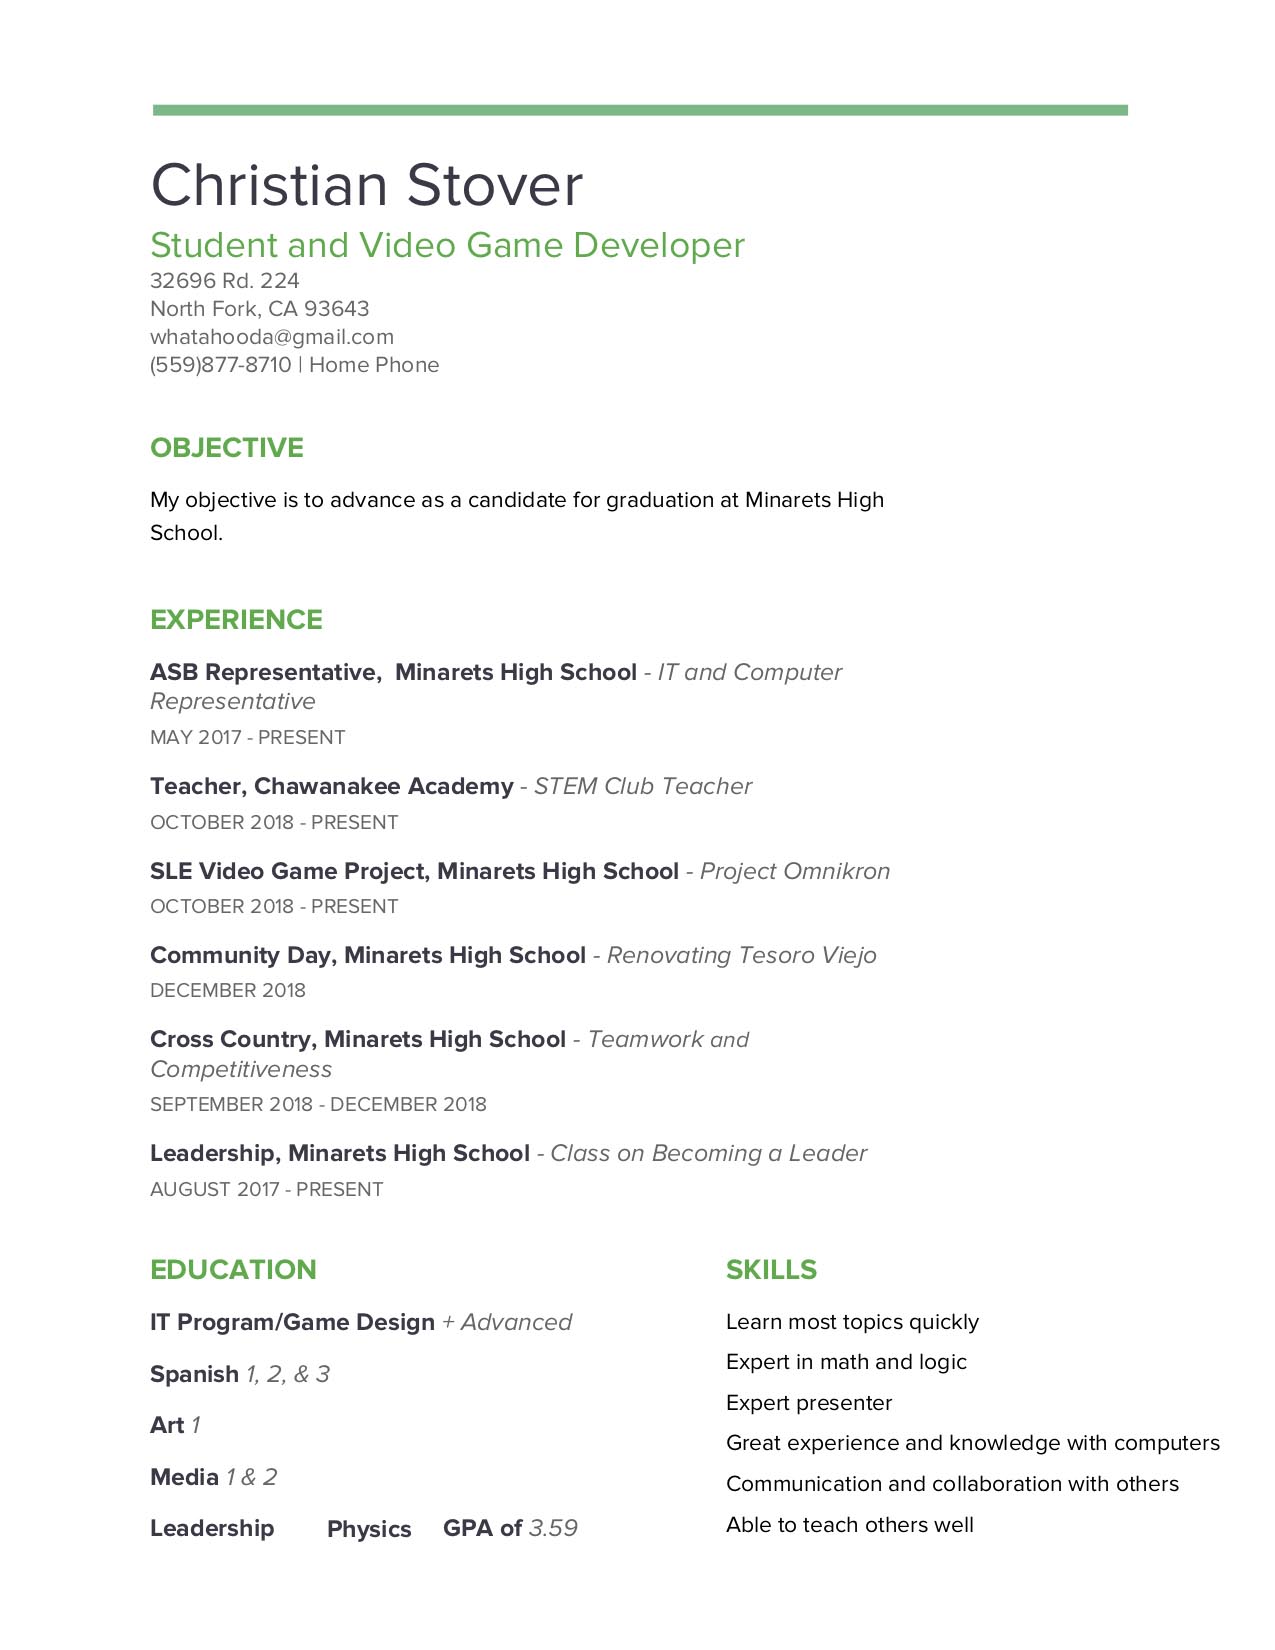 Christian Stover
Student and Video Game Developer
32696 Rd. 224
North Fork, CA 93643
whatahooda@gmail.com
(559)877-8710 | Home Phone
OBJECTIVE
My objective is to advance as a candidate for graduation at Minarets High
School.
EXPERIENCE
ASB Representative,  Minarets High School - IT and Computer
Representative
MAY 2017 - PRESENT
Teacher, Chawanakee Academy - STEM Club Teacher
OCTOBER 2018 - PRESENT
SLE Video Game Project, Minarets High School - Project Omnikron
OCTOBER 2018 - PRESENT
Community Day, Minarets High School - Renovating Tesoro Viejo
DECEMBER 2018
Cross Country, Minarets High School - Teamwork and
Competitiveness
SEPTEMBER 2018 - DECEMBER 2018
Leadership, Minarets High School - Class on Becoming a Leader
AUGUST 2017 - PRESENT
EDUCATION
IT Program/Game Design + Advanced
Spanish 1, 2, & 3
Art 1
Media 1 & 2
Leadership Physics GPA of 3.59
SKILLS
Learn most topics quickly
Expert in math and logic
Expert presenter
Great experience and knowledge with computers
Communication and collaboration with others
Able to teach others well